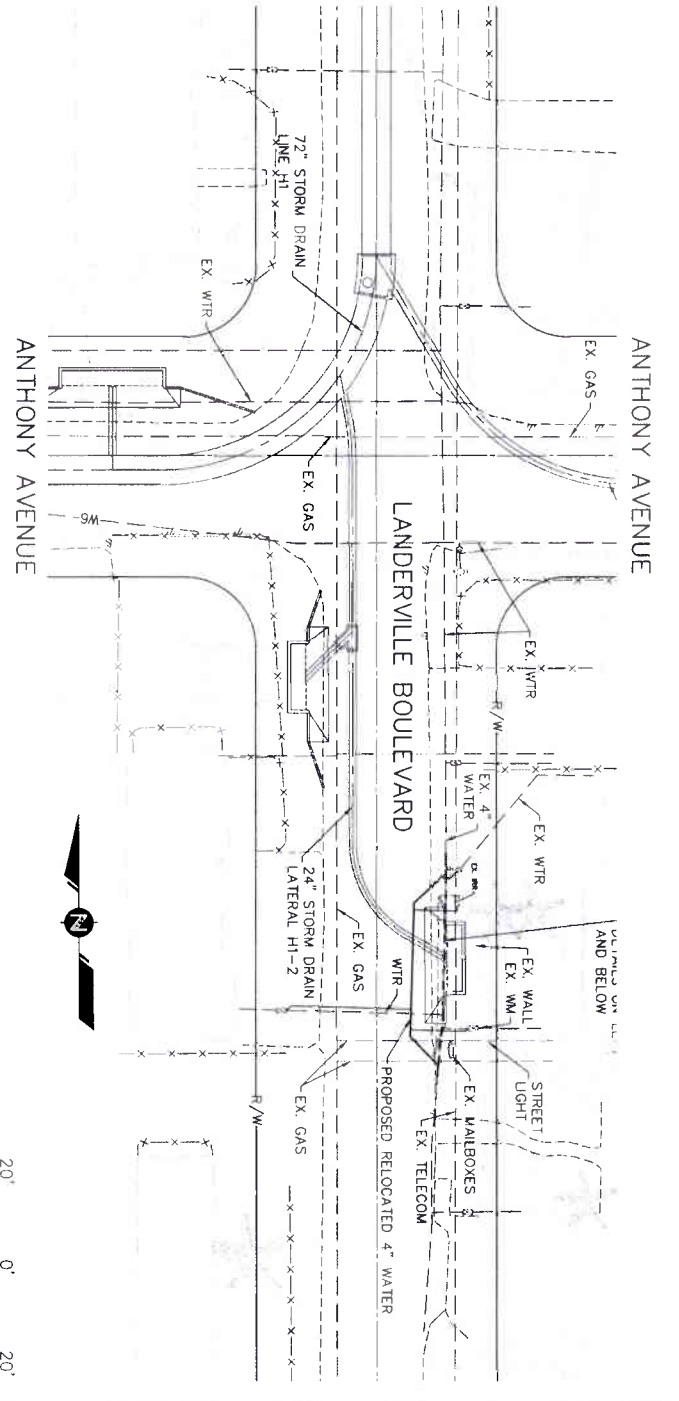 ANTHONY AVENUE
EX. GAS
72" STORM DRAIN
LINE H1
EX. WTR
ANTHONY AVENUE
EX. GAS
W6
LANDERVILLE BOULEVARD
EX. WTR
R/W
EX. 4"
WATER
EX. WTR
AND BELOW
EX. WALL
EX. WM
24" STORM DRAIN
LATERAL H1-2
EX. GAS
WTR
STREET
LIGHT
EX. MAILBOXES
EX. TELECOM
PROPOSED RELOCATED 4" WATER
EX. GAS
R/W
N
20'
0'
20'